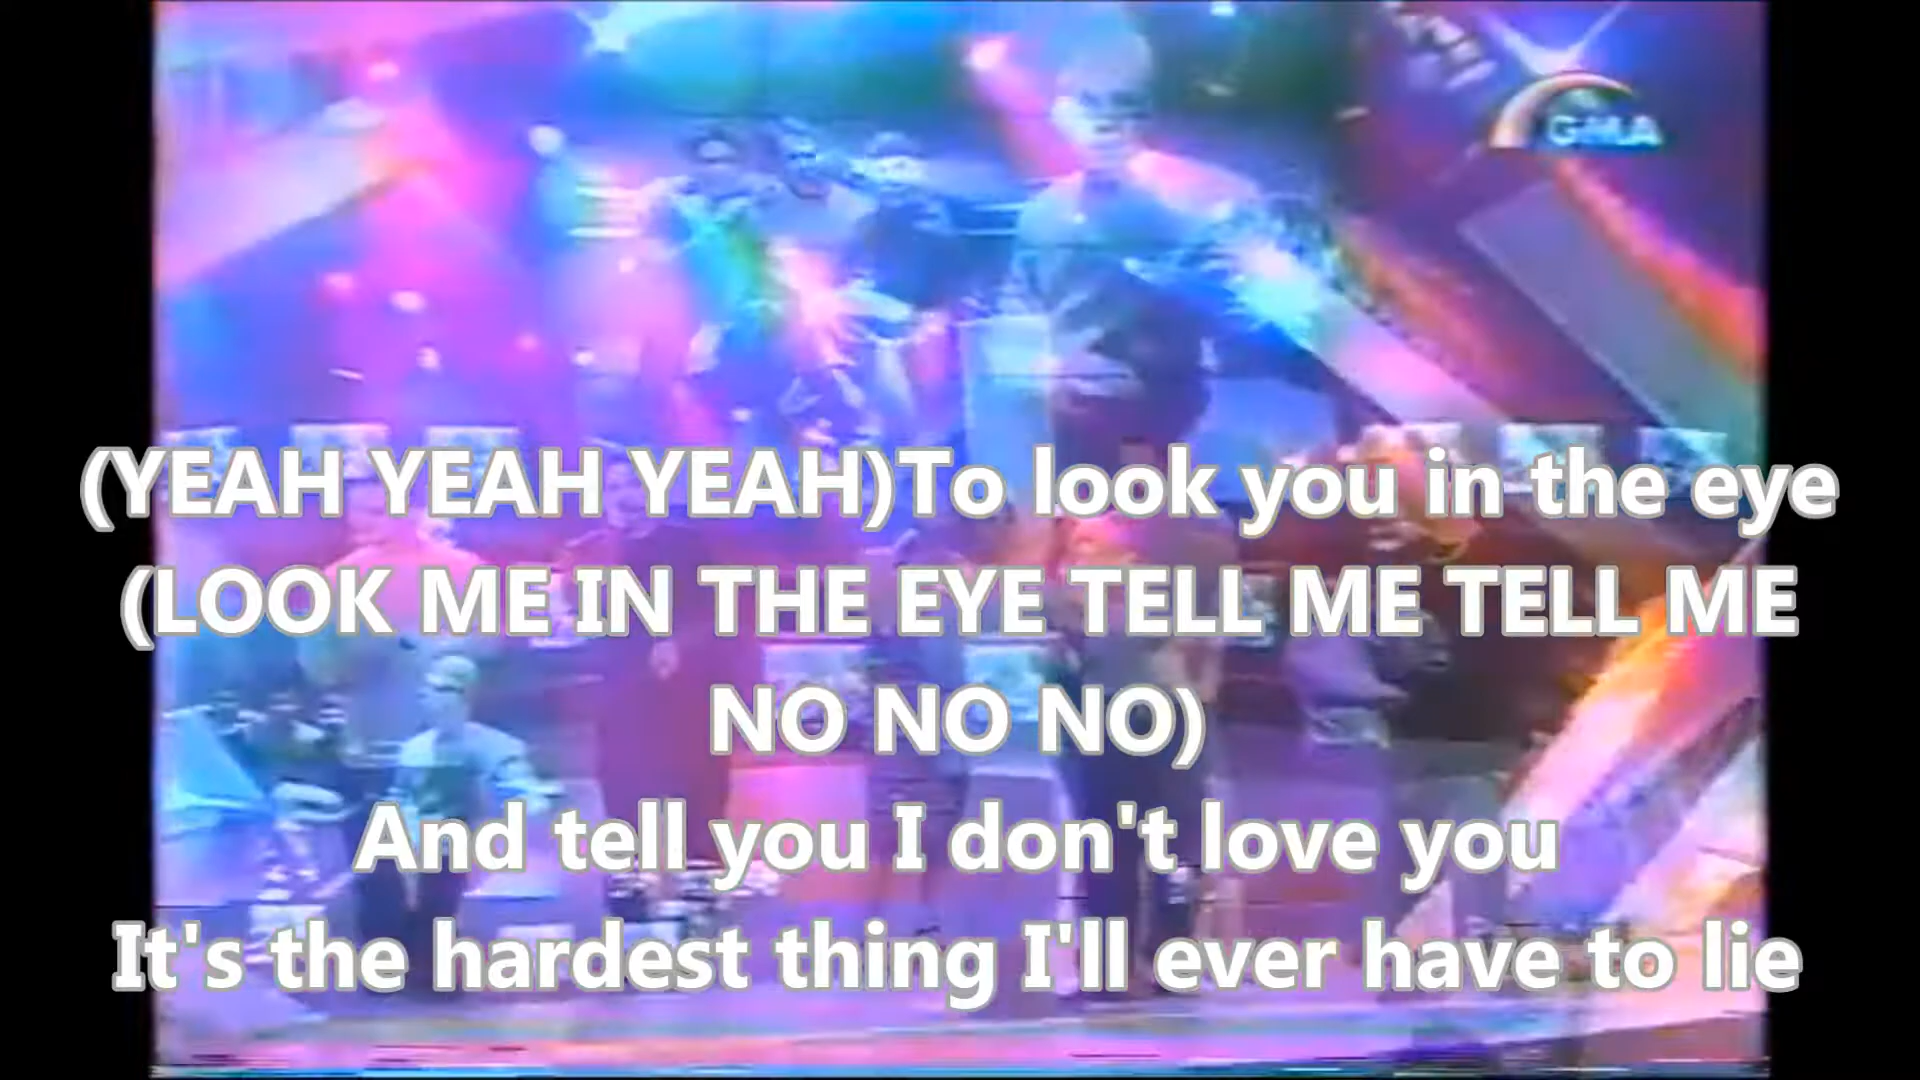 GMA
(YEAH YEAH YEAH)To look you in the eye
(LOOK ME IN THE EYE TELL ME TELL ME
NO NO NO)
And tell you I don't love you
It's the hardest thing I'll ever have to lie